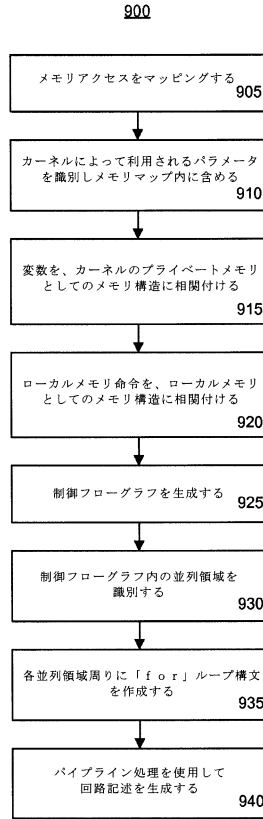 900
メモリアクセスをマッピングする
905
カーネルによって利用されるパラメータ
を識別しメモリマップ内に含める
910
変数を、カーネルのプライベートメモリ
としてのメモリ構造に相関付ける
915
ローカルメモリ命令を、ローカルメモリ
としてのメモリ構造に相関付ける
920
制御フローグラフを生成する
925
制御フローグラフ内の並列領域を
識別する
930
各並列領域周りに「ｆｏｒ」ループ構文
を作成する
935
パイプライン処理を使用して
回路記述を生成する
940